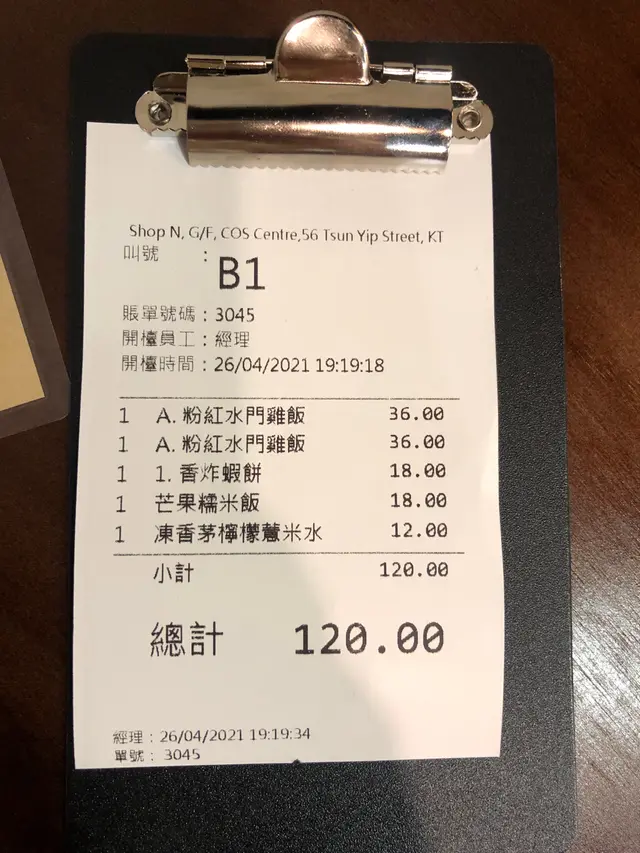 Shop N, G/F, COS Centre,56 Tsun Yip Street, KT
叫號 : B1
賬單號碼 : 3045
開檯員工 : 經理
開檯時間 : 26/04/2021 19:19:18
1 A. 粉紅水門雞飯 36.00
1 A. 粉紅水門雞飯 36.00
1 1. 香炸蝦餅 18.00
1 芒果糯米飯 18.00
1 凍香茅檸檬薏米水 12.00
小計 120.00
總計 120.00
經理 : 26/04/2021 19:19:34
單號 : 3045